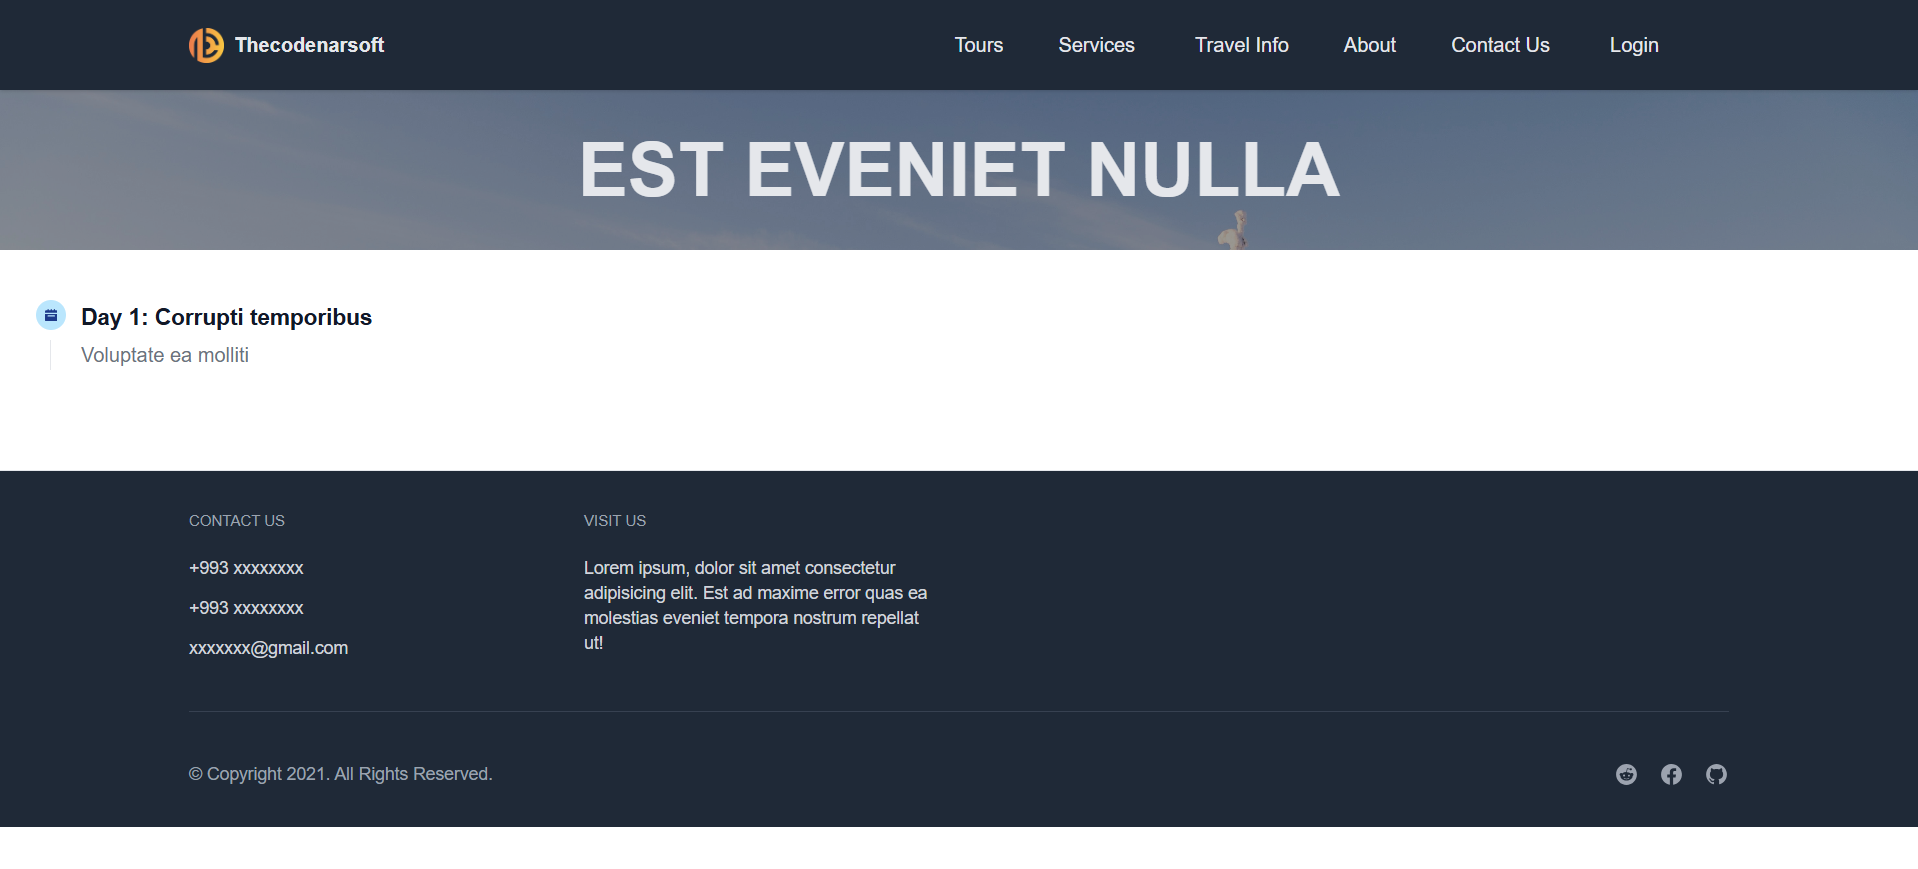 Thecodenarsoft
Tours Services Travel Info About Contact Us Login
EST EVENIET NULLA
Day 1: Corrupti temporibus
Voluptate ea molliti
CONTACT US
+993 xxxxxxxx
+993 xxxxxxxx
xxxxxxx@gmail.com
VISIT US
Lorem ipsum, dolor sit amet consectetur
adipisicing elit. Est ad maxime error quas ea
molestias eveniet tempora nostrum repellat
ut!
© Copyright 2021. All Rights Reserved.